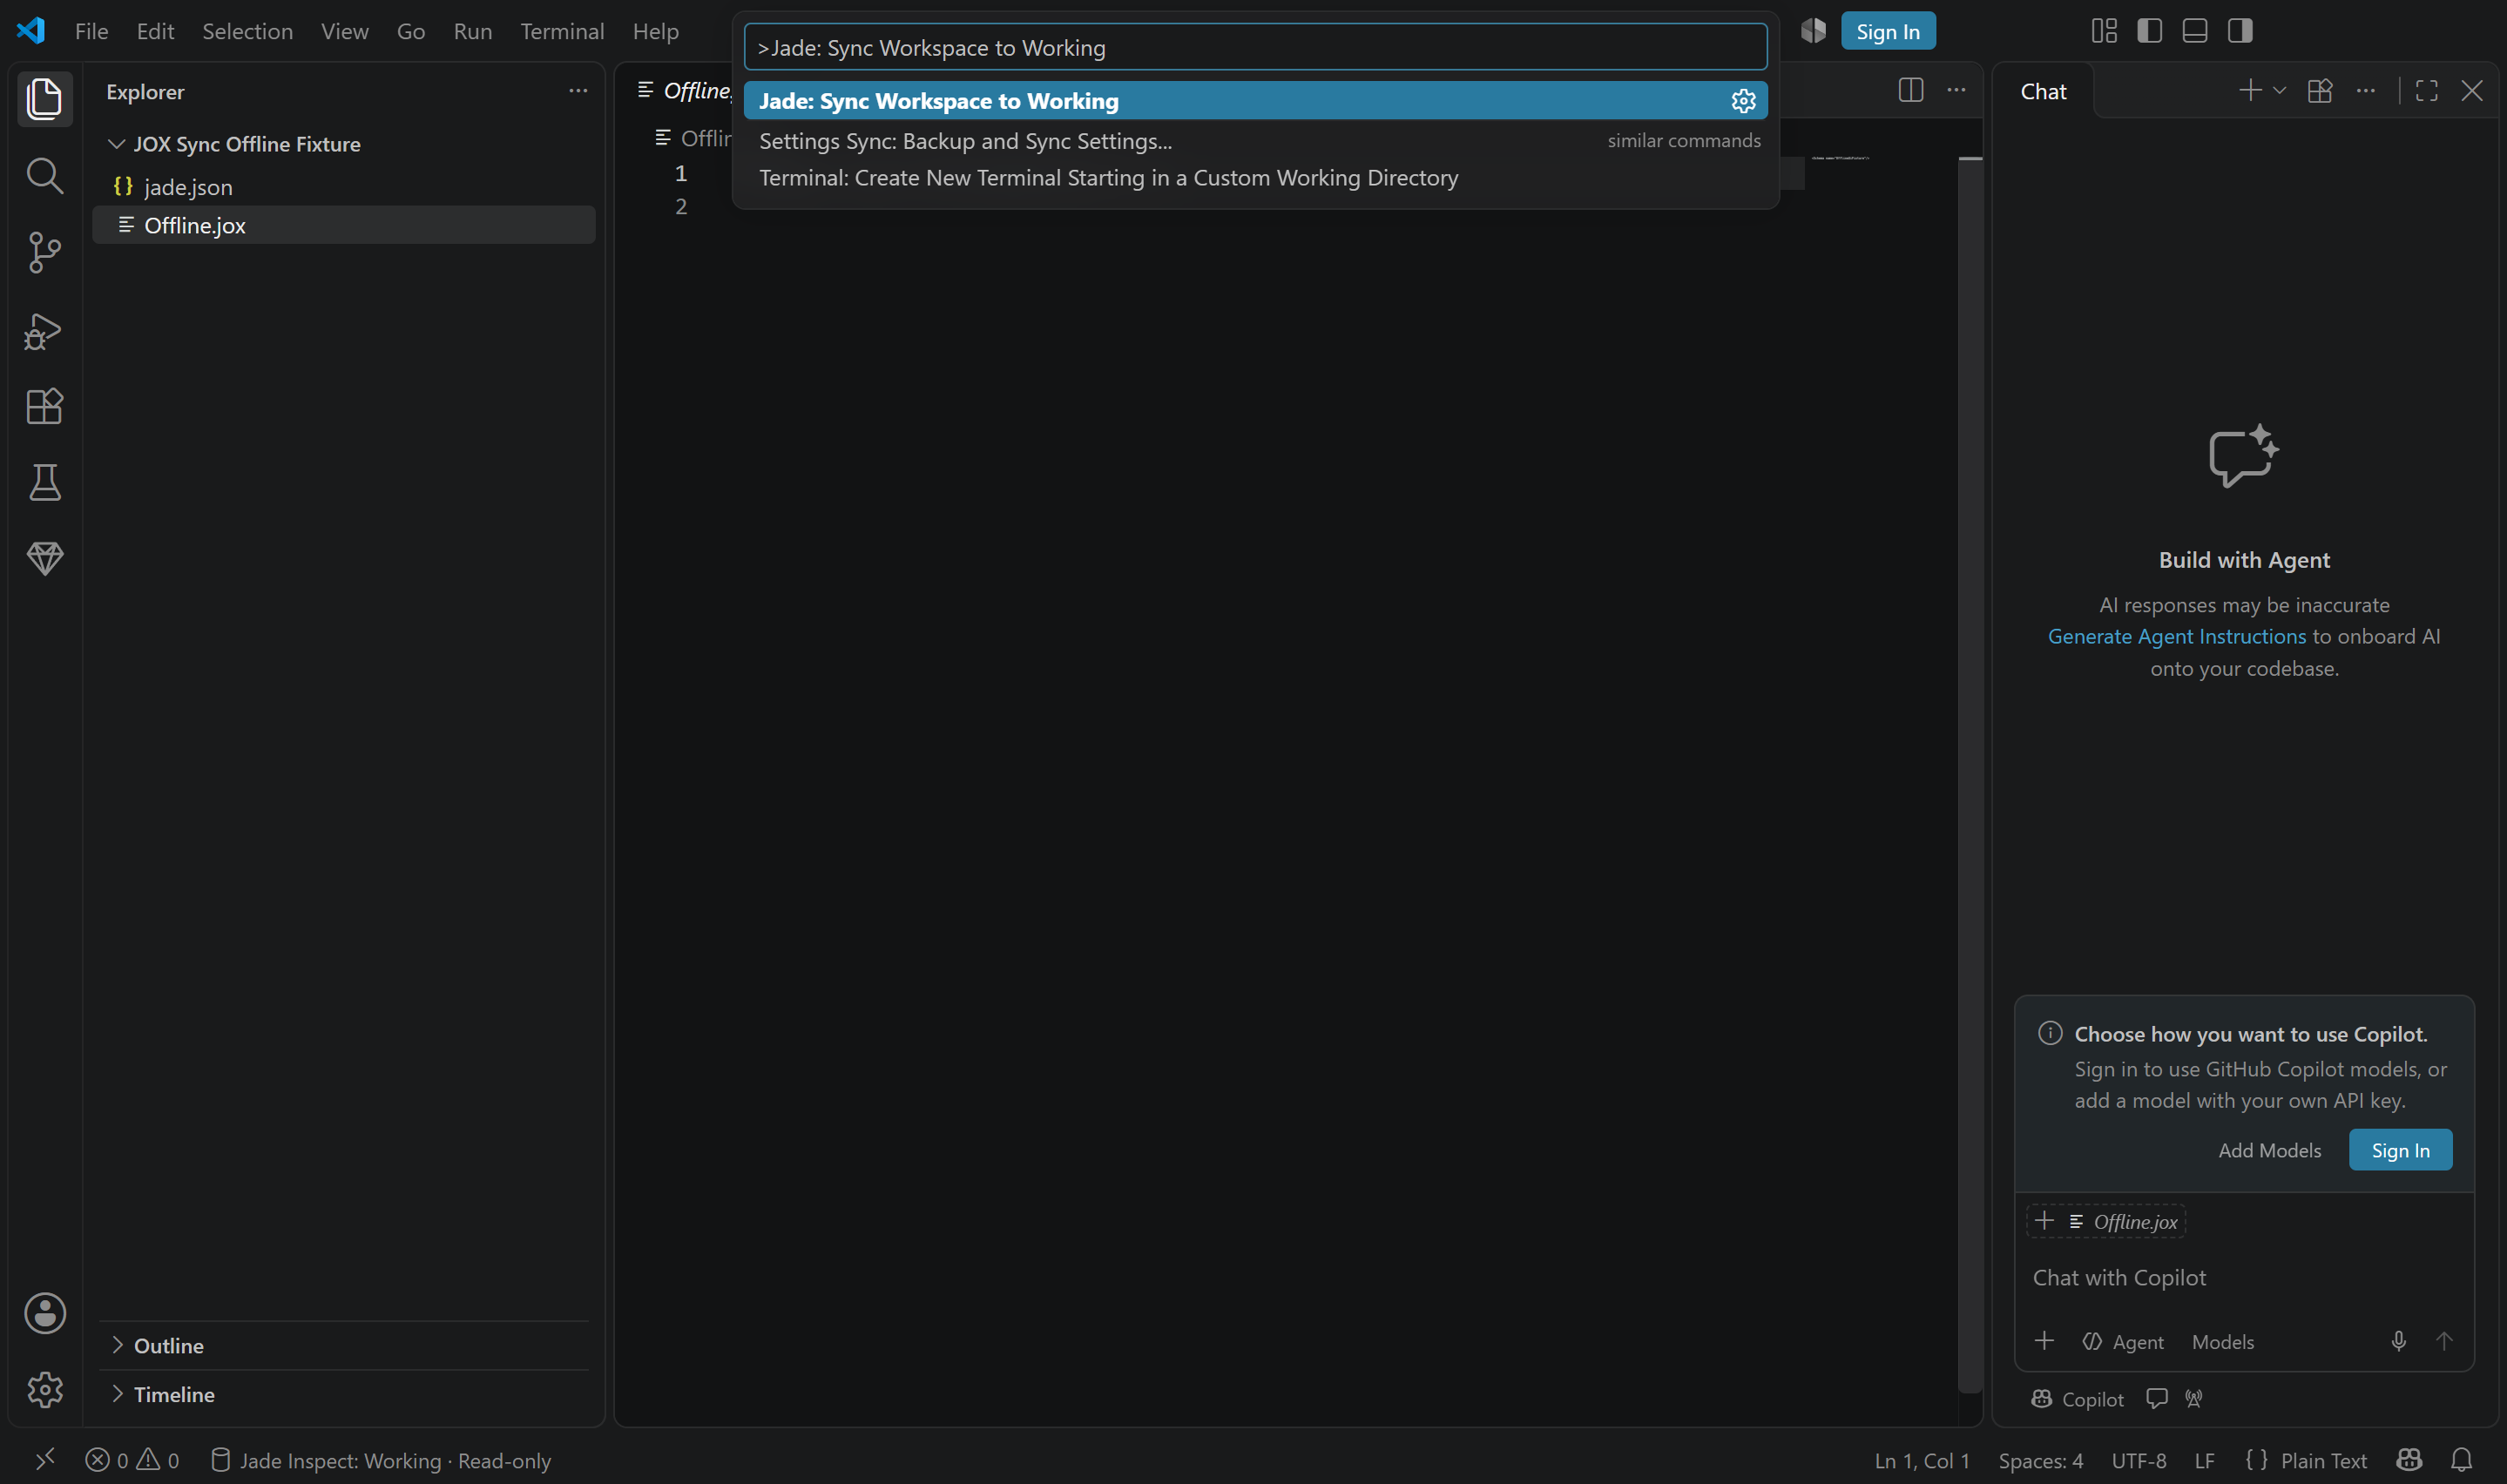 File Edit Selection View Go Run Terminal Help
>Jade: Sync Workspace to Working
Sign In
Jade: Sync Workspace to Working
Settings Sync: Backup and Sync Settings...
similar commands
Terminal: Create New Terminal Starting in a Custom Working Directory
Explorer
JOX Sync Offline Fixture
{} jade.json
Offline.jox
Outline
Timeline
Offline
1
2
Chat
Build with Agent
AI responses may be inaccurate
Generate Agent Instructions to onboard AI
onto your codebase.
Choose how you want to use Copilot.
Sign in to use GitHub Copilot models, or
add a model with your own API key.
Add Models Sign In
Offline.jox
Chat with Copilot
Agent Models
Copilot
0 0 Jade Inspect: Working · Read-only
Ln 1, Col 1 Spaces: 4 UTF-8 LF {} Plain Text